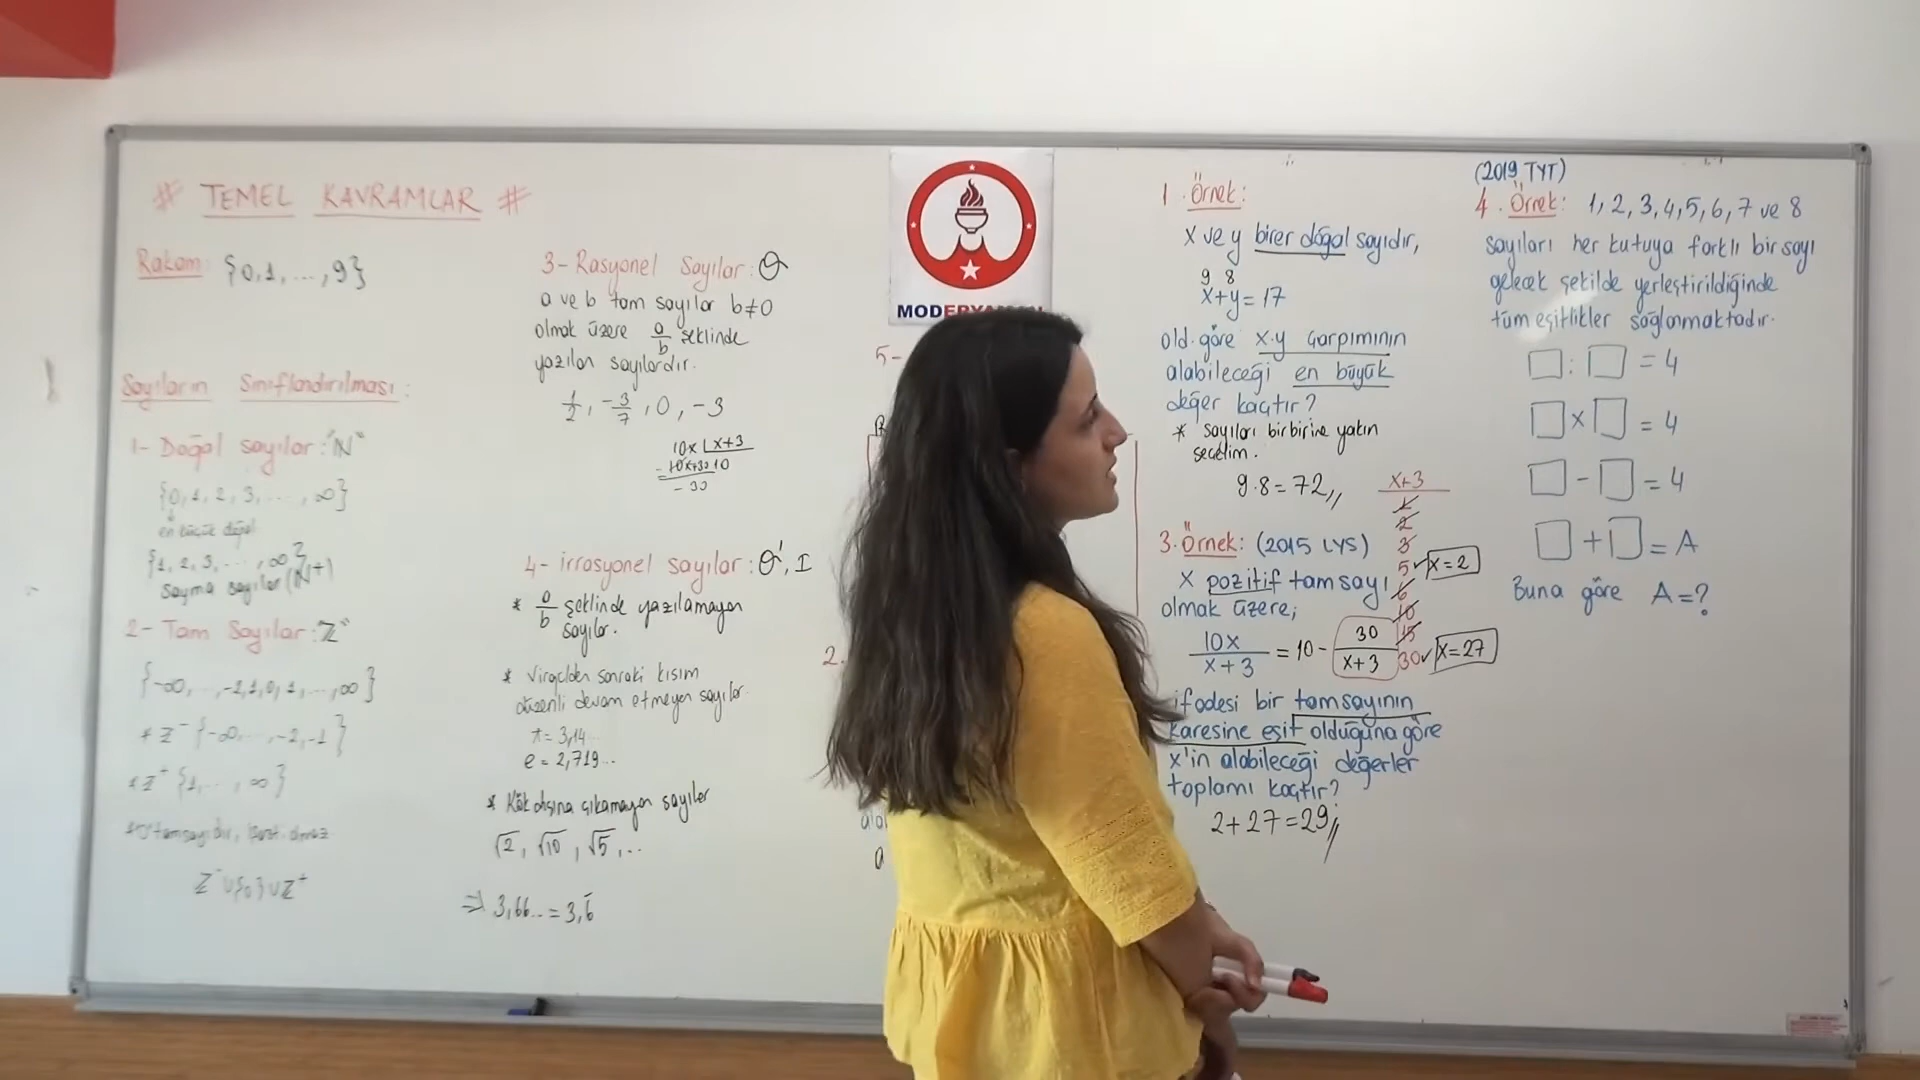 # TEMEL KAVRAMLAR #
Rakam: {0,1,...,9}
Sayıların Sınıflandırılması:
1- Doğal sayılar: "N"
{0,1,2,3,....,∞}
en küçük doğal
{1,2,3,...,∞}
Sayma sayıları (N+)
2- Tam Sayılar: "Z"
{-∞,..,-1,0,1,...,∞}
* Z⁻ {-∞,...,-2,-1}
* Z⁺ {1,...,∞}
Z⁻∪{0}∪Z⁺
3- Rasyonel Sayılar: Q
a ve b tam sayılar b≠0
olmak üzere a/b şeklinde
yazılan sayılardır.
1/2, -3/7, 0, -3
10x | x+3
- 10x+30 10
- 30
4- irrasyonel sayılar: Q', I
* a/b şeklinde yazılamayan
sayılar.
* Virgülden sonraki kısım
düzenli devam etmeyen sayılar.
π = 3,14...
e = 2,719...
* Kök dışına çıkamayan sayılar
√2, √10, √5, ...
⇒ 3,66.. = 3,6̅
5-
2.
1. Örnek:
x ve y birer doğal sayıdır,
9 8
x+y=17
old. göre x.y çarpımının
alabileceği en büyük
değer kaçtır?
* sayıları birbirine yakın
seçelim.
9.8=72,,
3. Örnek: (2015 LYS)
x pozitif tamsayı
olmak üzere;
10x/(x+3) = 10 - 30/(x+3)
ifadesi bir tamsayının
karesine eşit olduğuna göre
x'in alabileceği değerler
toplamı kaçtır?
2+27=29,,
x+3
1
2
3
5 ✓ x=2
6
10
15
30 ✓ x=27
(2019 TYT)
4. Örnek: 1,2,3,4,5,6,7 ve 8
sayıları her kutuya farklı bir sayı
gelecek şekilde yerleştirildiğinde
tüm eşitlikler sağlanmaktadır.
□ : □ = 4
□ x □ = 4
□ - □ = 4
□ + □ = A
Buna göre A=?